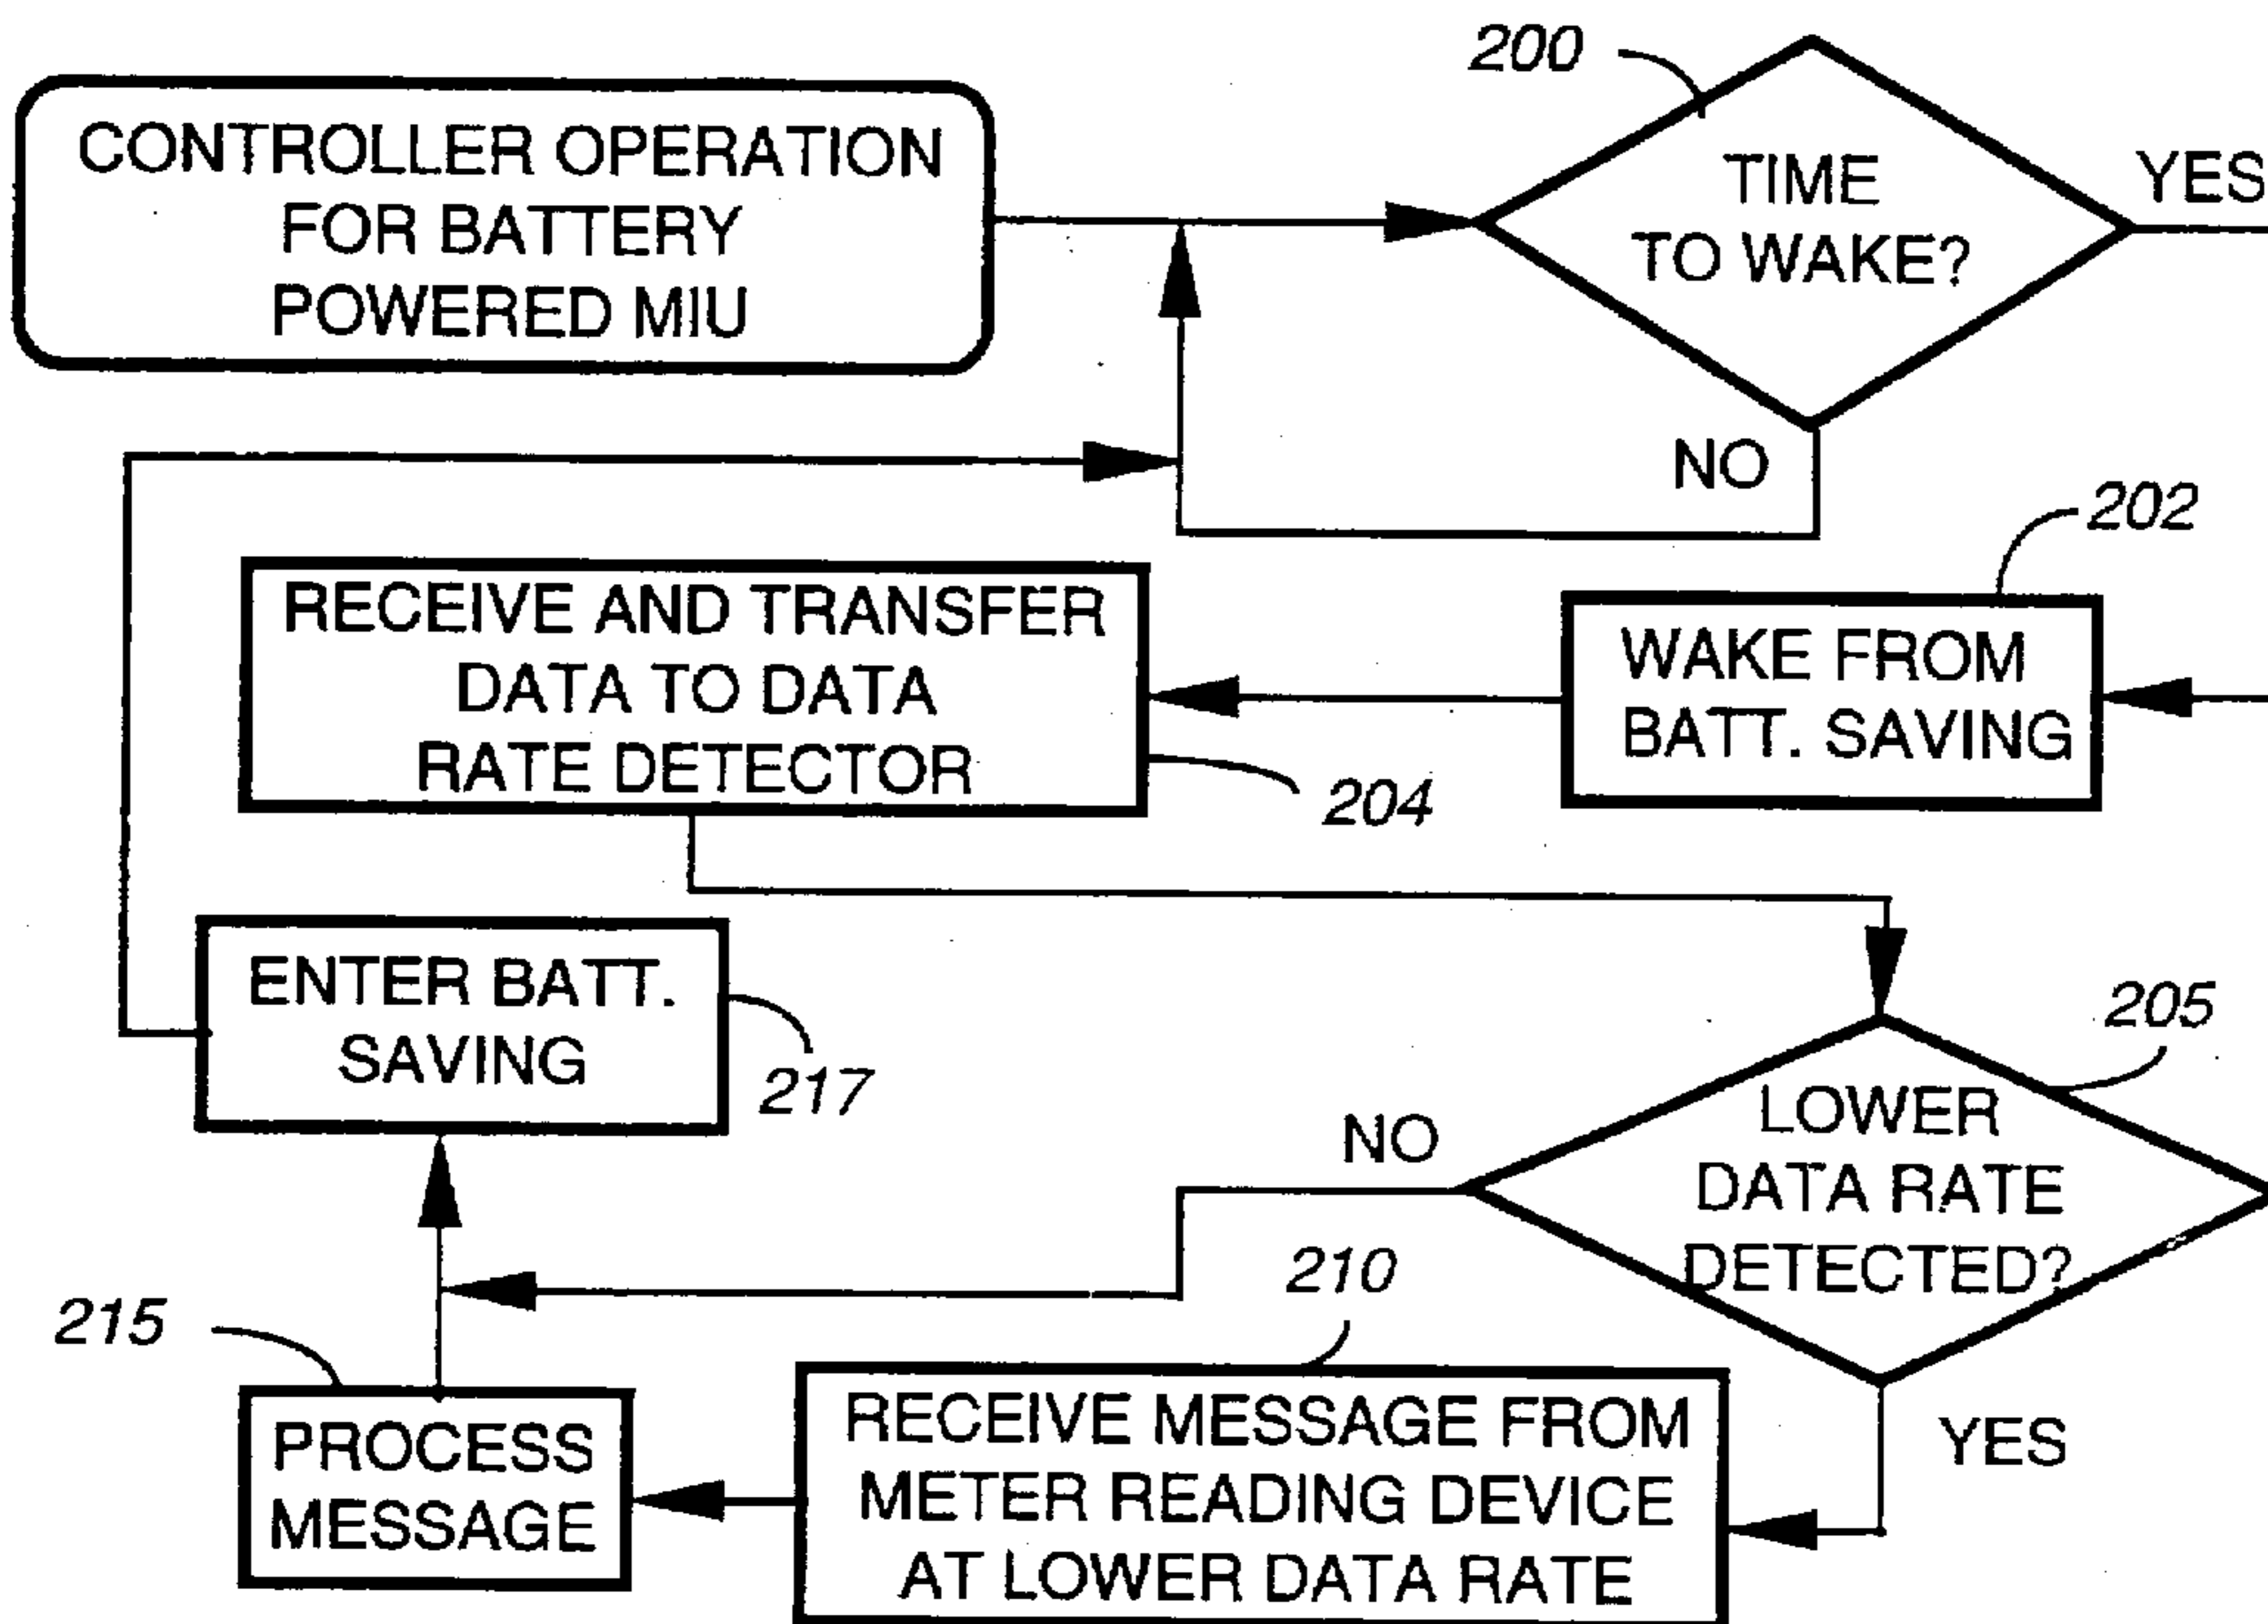 CONTROLLER OPERATION
FOR BATTERY
POWERED MIU
200
TIME
TO WAKE?
YES
NO
202
WAKE FROM
BATT. SAVING
RECEIVE AND TRANSFER
DATA TO DATA
RATE DETECTOR
204
205
LOWER
DATA RATE
DETECTED?
NO
YES
210
RECEIVE MESSAGE FROM
METER READING DEVICE
AT LOWER DATA RATE
215
PROCESS
MESSAGE
ENTER BATT.
SAVING
217